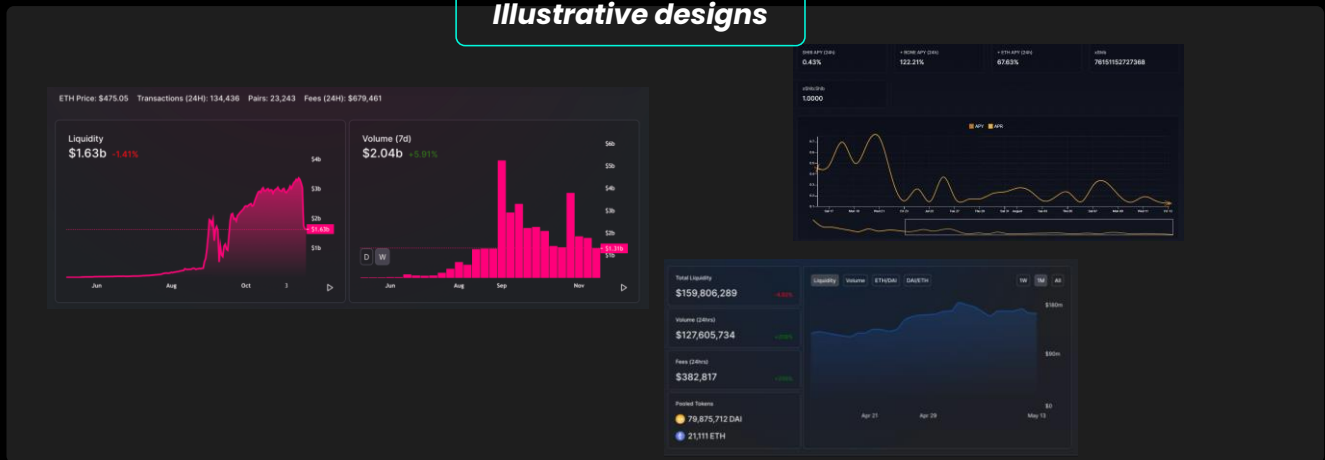 Illustrative designs
ETH Price: $475.05 Transactions (24H): 134,436 Pairs: 23,243 Fees (24H): $679,461
Liquidity
$1.63b -1.41%
$4b
$3b
$2b
$1.63b
$1b
Jun Aug Oct
Volume (7d)
$2.04b +5.91%
$6b
$5b
$4b
$3b
$2b
$1.31b
$1b
D W
Jun Aug Sep Nov
0.43%
122.21%
+ ETH APY (24h)
67.63%
76151152727368
1.0000
APY APR
Total Liquidity
$159,806,289
Volume (24hrs)
$127,605,734
Fees (24hrs)
$382,817
Pooled Tokens
79,875,712 DAI
21,111 ETH
Liquidity Volume ETH/DAI DAI/ETH
1W 1M All
$180m
$90m
$0
Apr 21 Apr 29 May 13